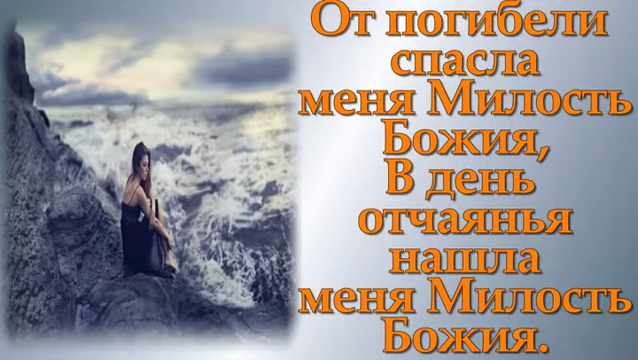 От погибели
спасла
меня Милость
Божия,
В день
отчаянья
нашла
меня Милость
Божия.